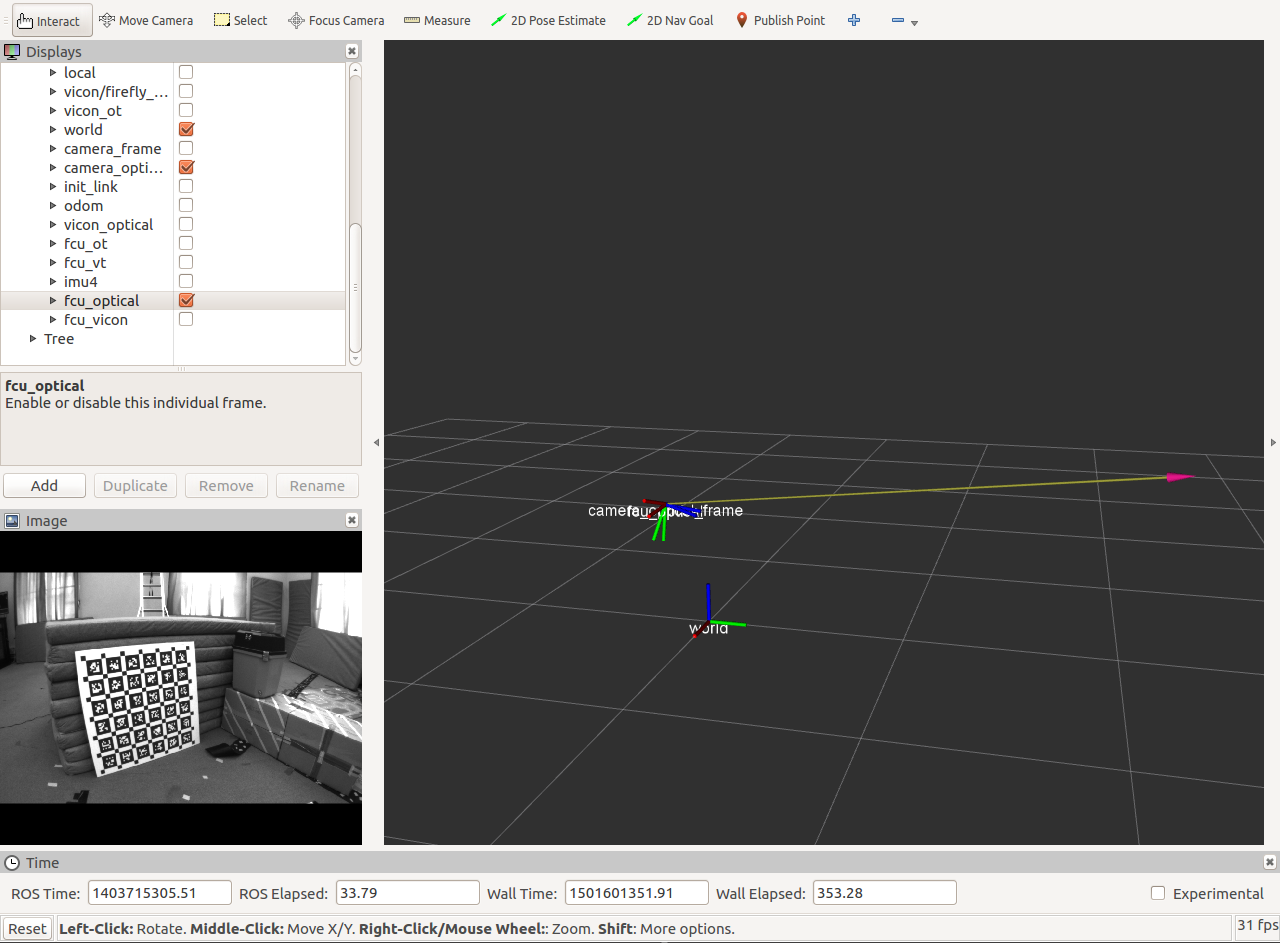 Interact Move Camera Select Focus Camera Measure 2D Pose Estimate 2D Nav Goal Publish Point
Displays
local
vicon/firefly_...
vicon_ot
world
camera_frame
camera_opti...
init_link
odom
vicon_optical
fcu_ot
fcu_vt
imu4
fcu_optical
fcu_vicon
Tree
fcu_optical
Enable or disable this individual frame.
Add Duplicate Remove Rename
Image
world
Time
ROS Time: 1403715305.51 ROS Elapsed: 33.79 Wall Time: 1501601351.91 Wall Elapsed: 353.28 Experimental
Reset Left-Click: Rotate. Middle-Click: Move X/Y. Right-Click/Mouse Wheel:: Zoom. Shift: More options. 31 fps